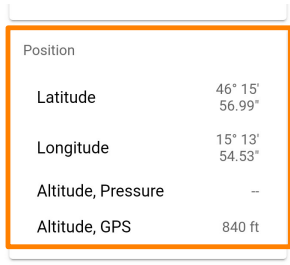 Position
Latitude 46° 15'
56.99"
Longitude 15° 13'
54.53"
Altitude, Pressure --
Altitude, GPS 840 ft